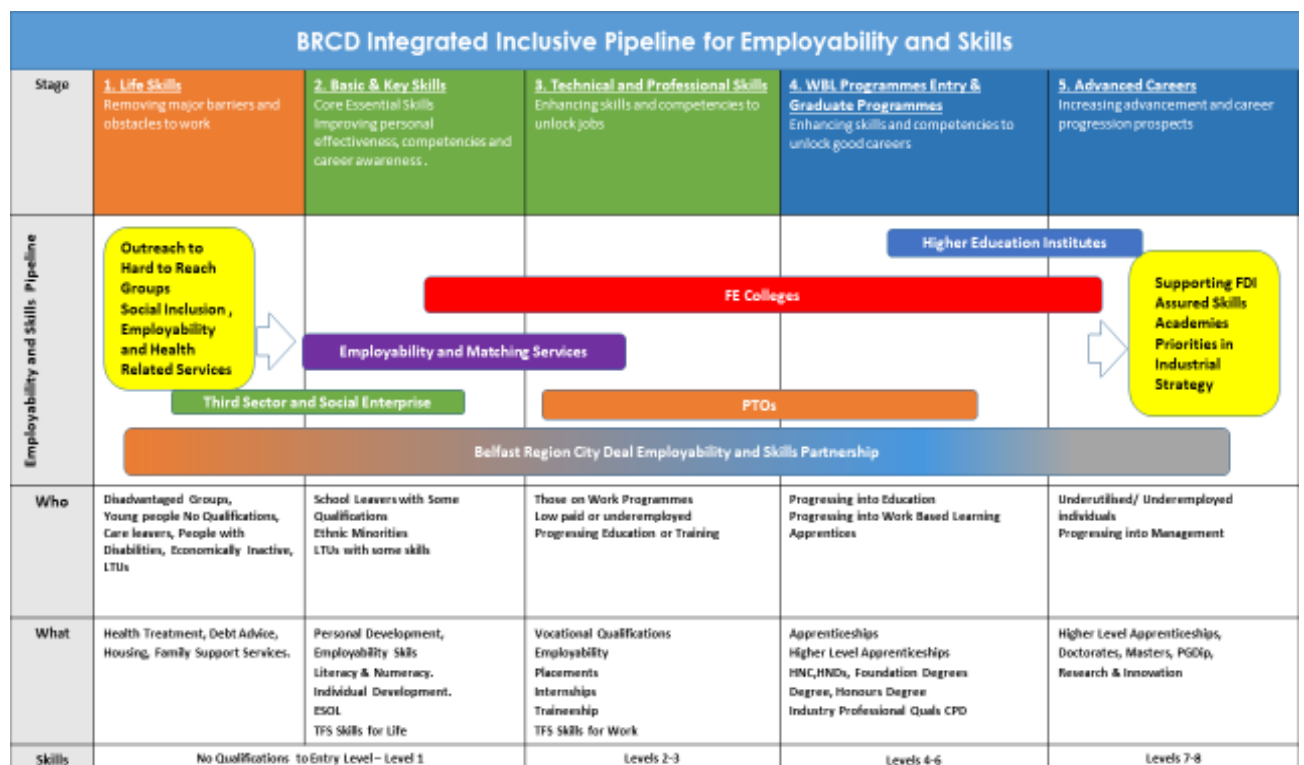 BRCD Integrated Inclusive Pipeline for Employability and Skills
Stage
1. Life Skills
Removing major barriers and
obstacles to work
2. Basic & Key Skills
Core Essential Skills
Improving personal
effectiveness, competencies and
career awareness .
3. Technical and Professional Skills
Enhancing skills and competencies to
unlock jobs
4. WBL Programmes Entry &
Graduate Programmes
Enhancing skills and competencies to
unlock good careers
5. Advanced Careers
Increasing advancement and career
progression prospects
Employability and Skills Pipeline
Outreach to
Hard to Reach
Groups
Social Inclusion ,
Employability
and Health
Related Services
Higher Education Institutes
FE Colleges
Employability and Matching Services
Third Sector and Social Enterprise
PTOs
Belfast Region City Deal Employability and Skills Partnership
Supporting FDI
Assured Skills
Academies
Priorities in
Industrial
Strategy
Who
Disadvantaged Groups,
Young people No Qualifications,
Care leavers, People with
Disabilities, Economically Inactive,
LTUs
School Leavers with Some
Qualifications
Ethnic Minorities
LTUs with some skills
Those on Work Programmes
Low paid or underemployed
Progressing Education or Training
Progressing into Education
Progressing into Work Based Learning
Apprentices
Underutilised/ Underemployed
individuals
Progressing into Management
What
Health Treatment, Debt Advice,
Housing, Family Support Services.
Personal Development,
Employability Skils
Literacy & Numeracy.
Individual Development.
ESOL
TFS Skills for Life
Vocational Qualifications
Employability
Placements
Internships
Traineeship
TFS Skills for Work
Apprenticeships
Higher Level Apprenticeships
HNC,HNDs, Foundation Degrees
Degree, Honours Degree
Industry Professional Quals CPD
Higher Level Apprenticeships,
Doctorates, Masters, PGDip,
Research & Innovation
Skills
No Qualifications to Entry Level – Level 1
Levels 2-3
Levels 4-6
Levels 7-8